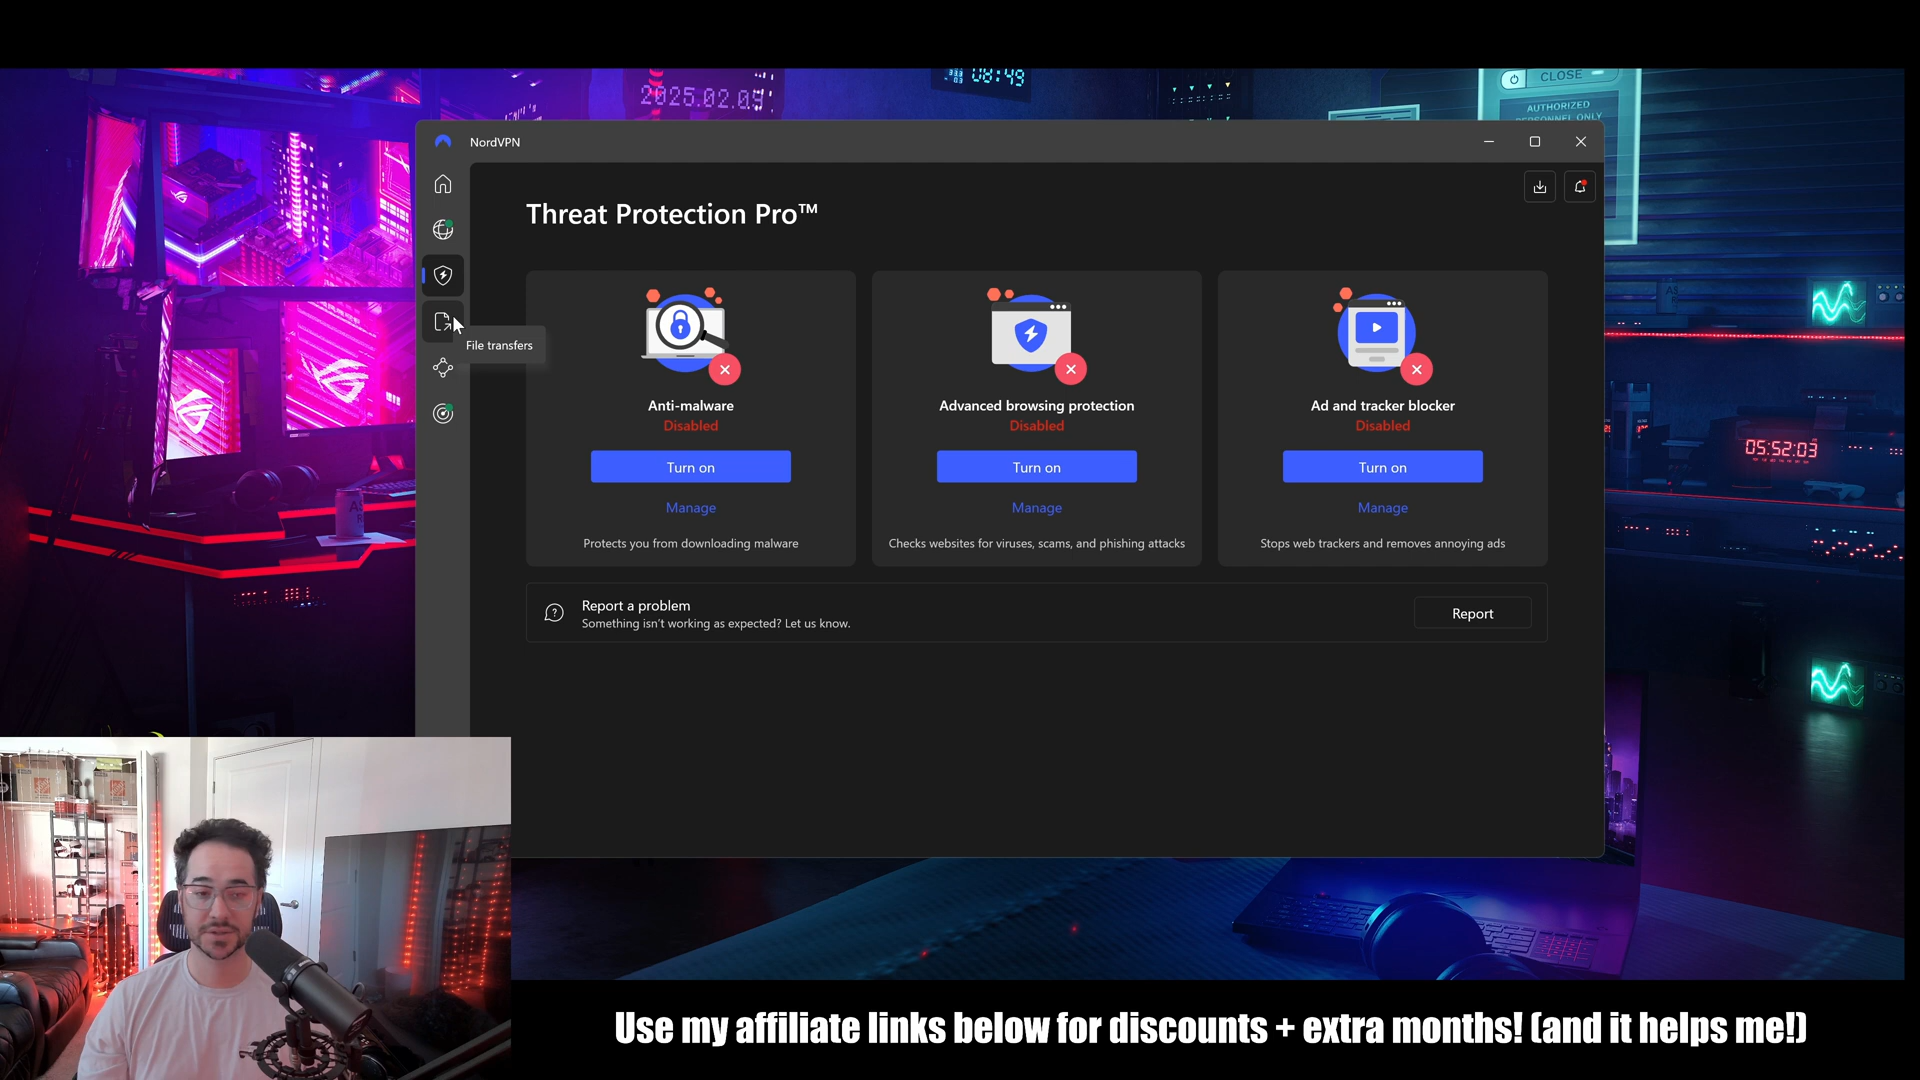 2025.02.09
08:49
CLOSE
AUTHORIZED
PERSONNEL ONLY
NordVPN
Threat Protection Pro™
File transfers
Anti-malware
Disabled
Turn on
Manage
Protects you from downloading malware
Advanced browsing protection
Disabled
Turn on
Manage
Checks websites for viruses, scams, and phishing attacks
Ad and tracker blocker
Disabled
Turn on
Manage
Stops web trackers and removes annoying ads
05:52:03
Report a problem
Something isn't working as expected? Let us know.
Report
Use my affiliate links below for discounts + extra months! (and it helps me!)